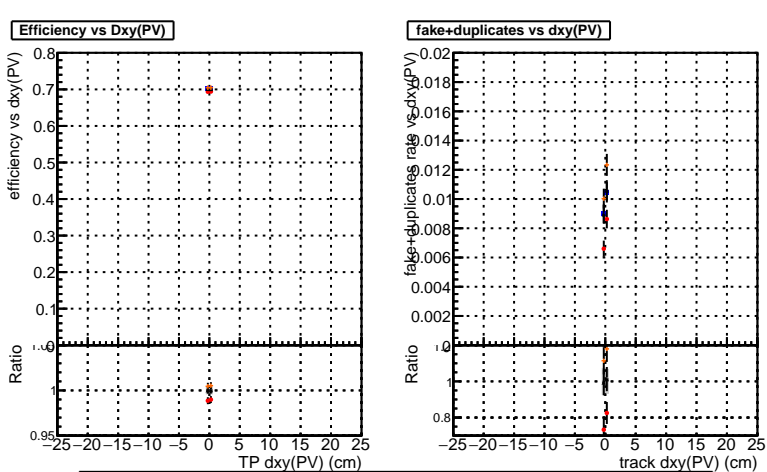 Efficiency vs Dxy(PV)
efficiency vs dxy(PV)
0.8
0.7
0.6
0.5
0.4
0.3
0.2
0.1
Ratio
1
0.95
−25 −20 −15 −10 −5 0 5 10 15 20 25
TP dxy(PV) (cm)
fake+duplicates vs dxy(PV)
fake+duplicates rate vs dxy(PV)
0.02
0.018
0.016
0.014
0.012
0.01
0.008
0.006
0.004
0.002
0
Ratio
1
0.8
−25 −20 −15 −10 −5 0 5 10 15 20 25
track dxy(PV) (cm)